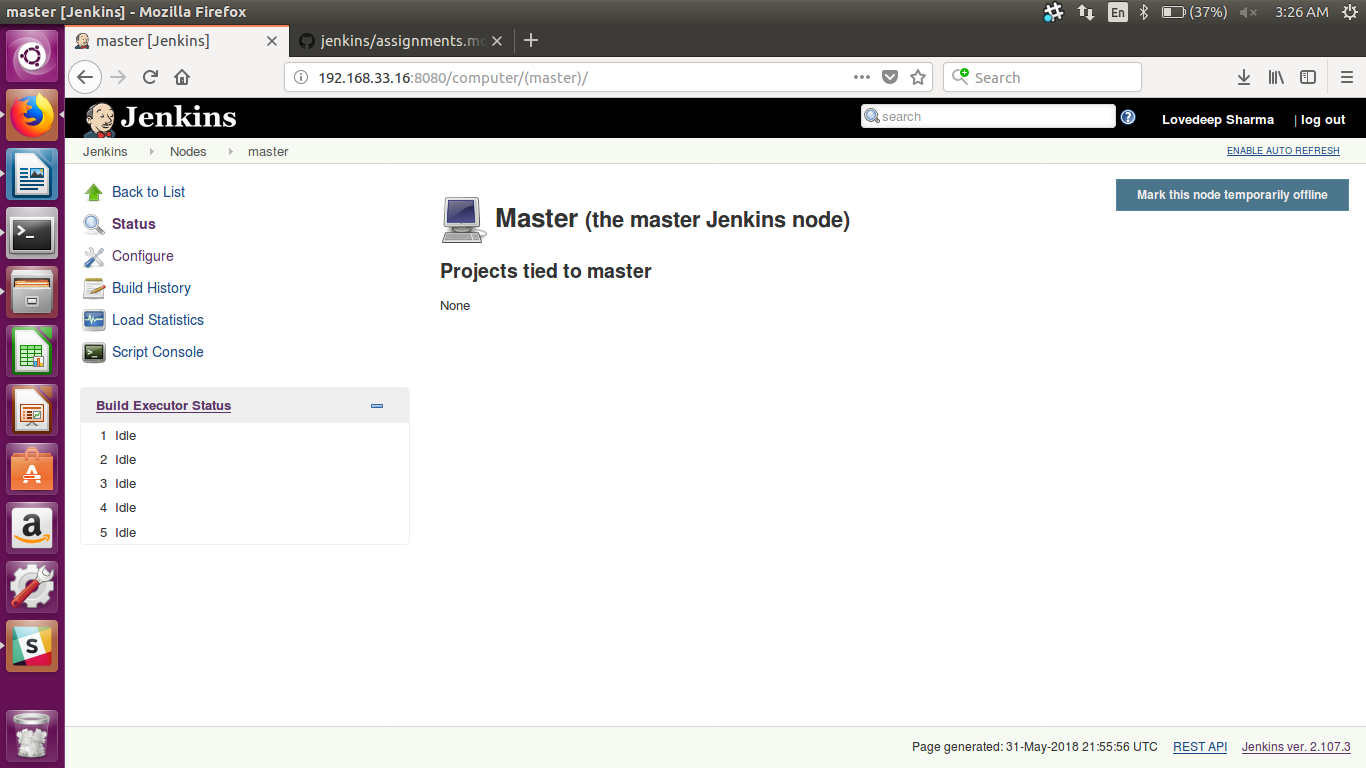 master [Jenkins] - Mozilla Firefox
En
(37%)
3:26 AM
master [Jenkins]
jenkins/assignments.m
192.168.33.16:8080/computer/(master)/
Search
Jenkins
search
Lovedeep Sharma
| log out
Jenkins
Nodes
master
ENABLE AUTO REFRESH
Back to List
Status
Configure
Build History
Load Statistics
Script Console
Build Executor Status
1 Idle
2 Idle
3 Idle
4 Idle
5 Idle
Mark this node temporarily offline
Master (the master Jenkins node)
Projects tied to master
None
Page generated: 31-May-2018 21:55:56 UTC
REST API
Jenkins ver. 2.107.3